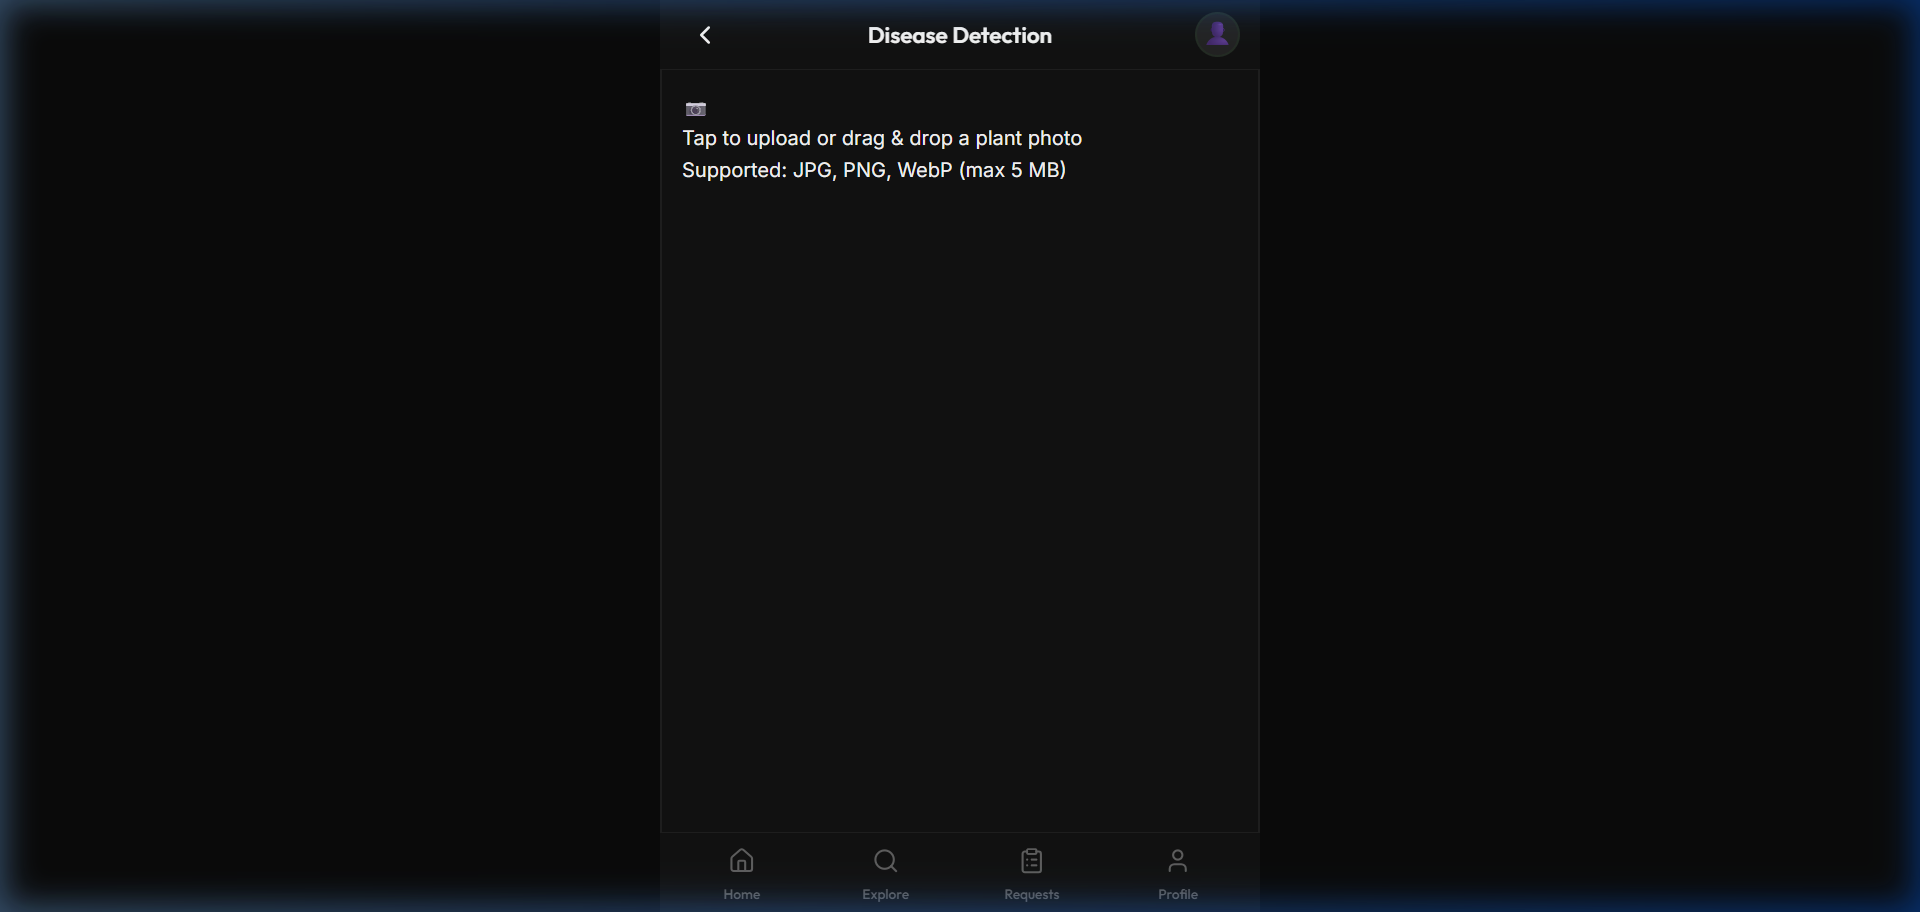 Disease Detection
Tap to upload or drag & drop a plant photo
Supported: JPG, PNG, WebP (max 5 MB)
Home
Explore
Requests
Profile